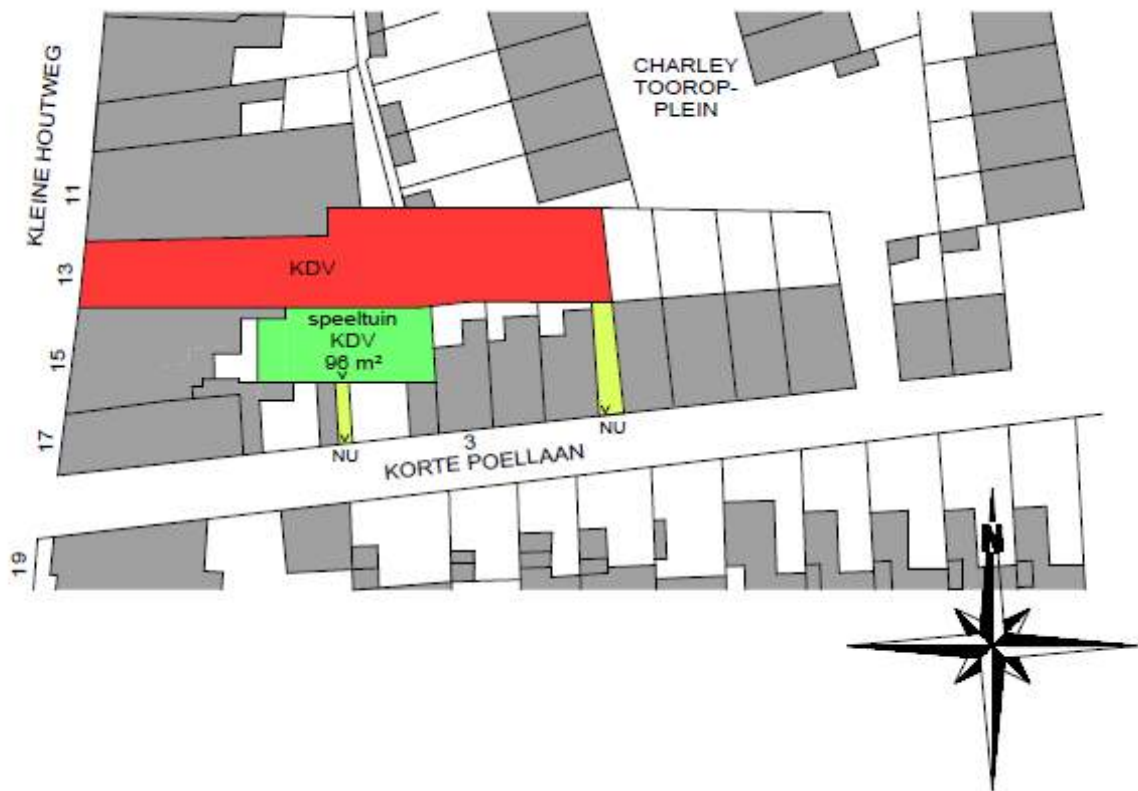 KLEINE HOUTWEG
CHARLEY
TOOROP-
PLEIN
11
13
KDV
speeltuin
KDV
96 m²
15
17
NU
3
NU
KORTE POELLAAN
19
N